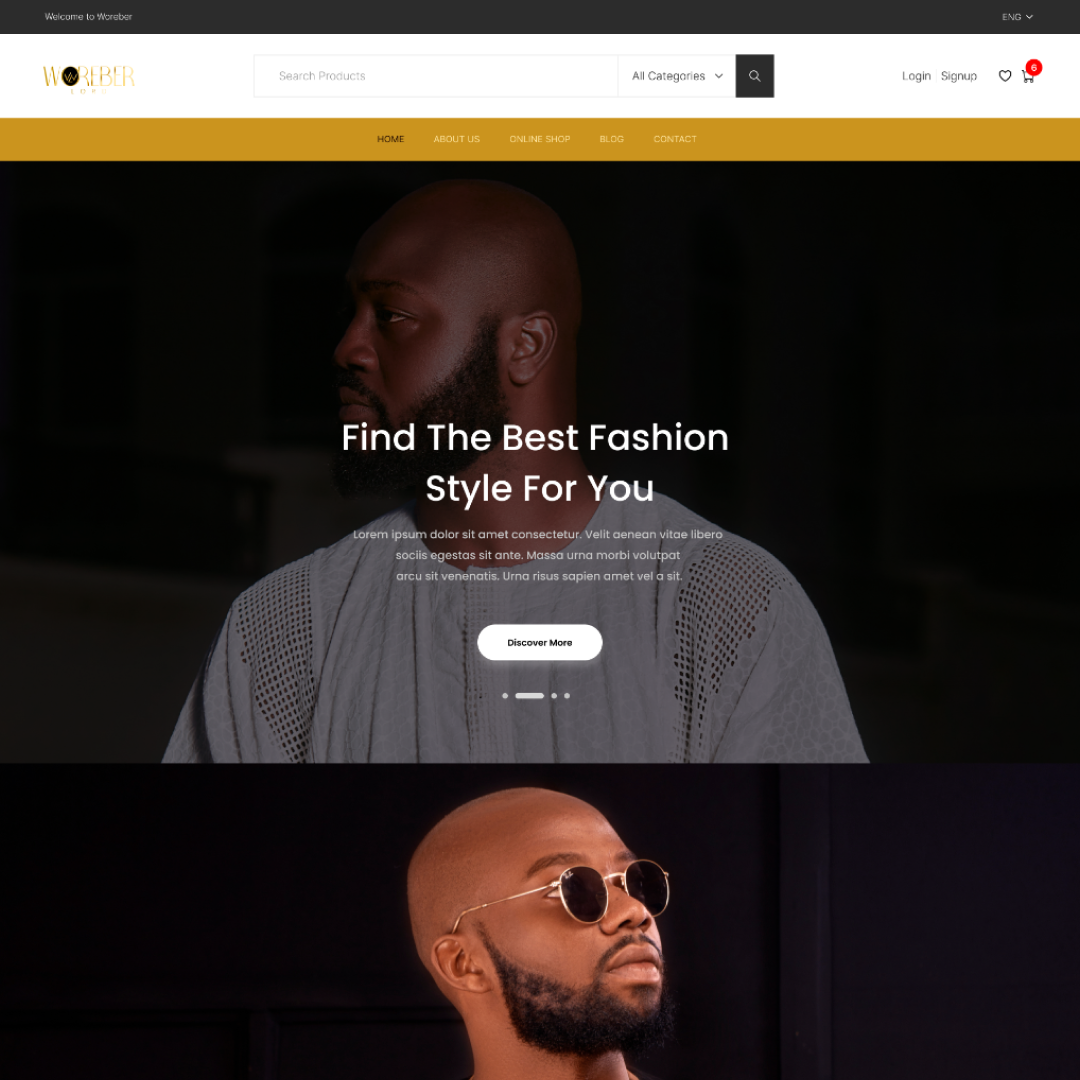 Welcome to Woreber
ENG
WOREBER
Search Products
All Categories
Login Signup
6
HOME ABOUT US ONLINE SHOP BLOG CONTACT
Find The Best Fashion
Style For You
Lorem ipsum dolor sit amet consectetur. Velit aenean vitae libero
sociis egestas sit ante. Massa urna morbi volutpat
arcu sit venenatis. Urna risus sapien amet vel a sit.
Discover More